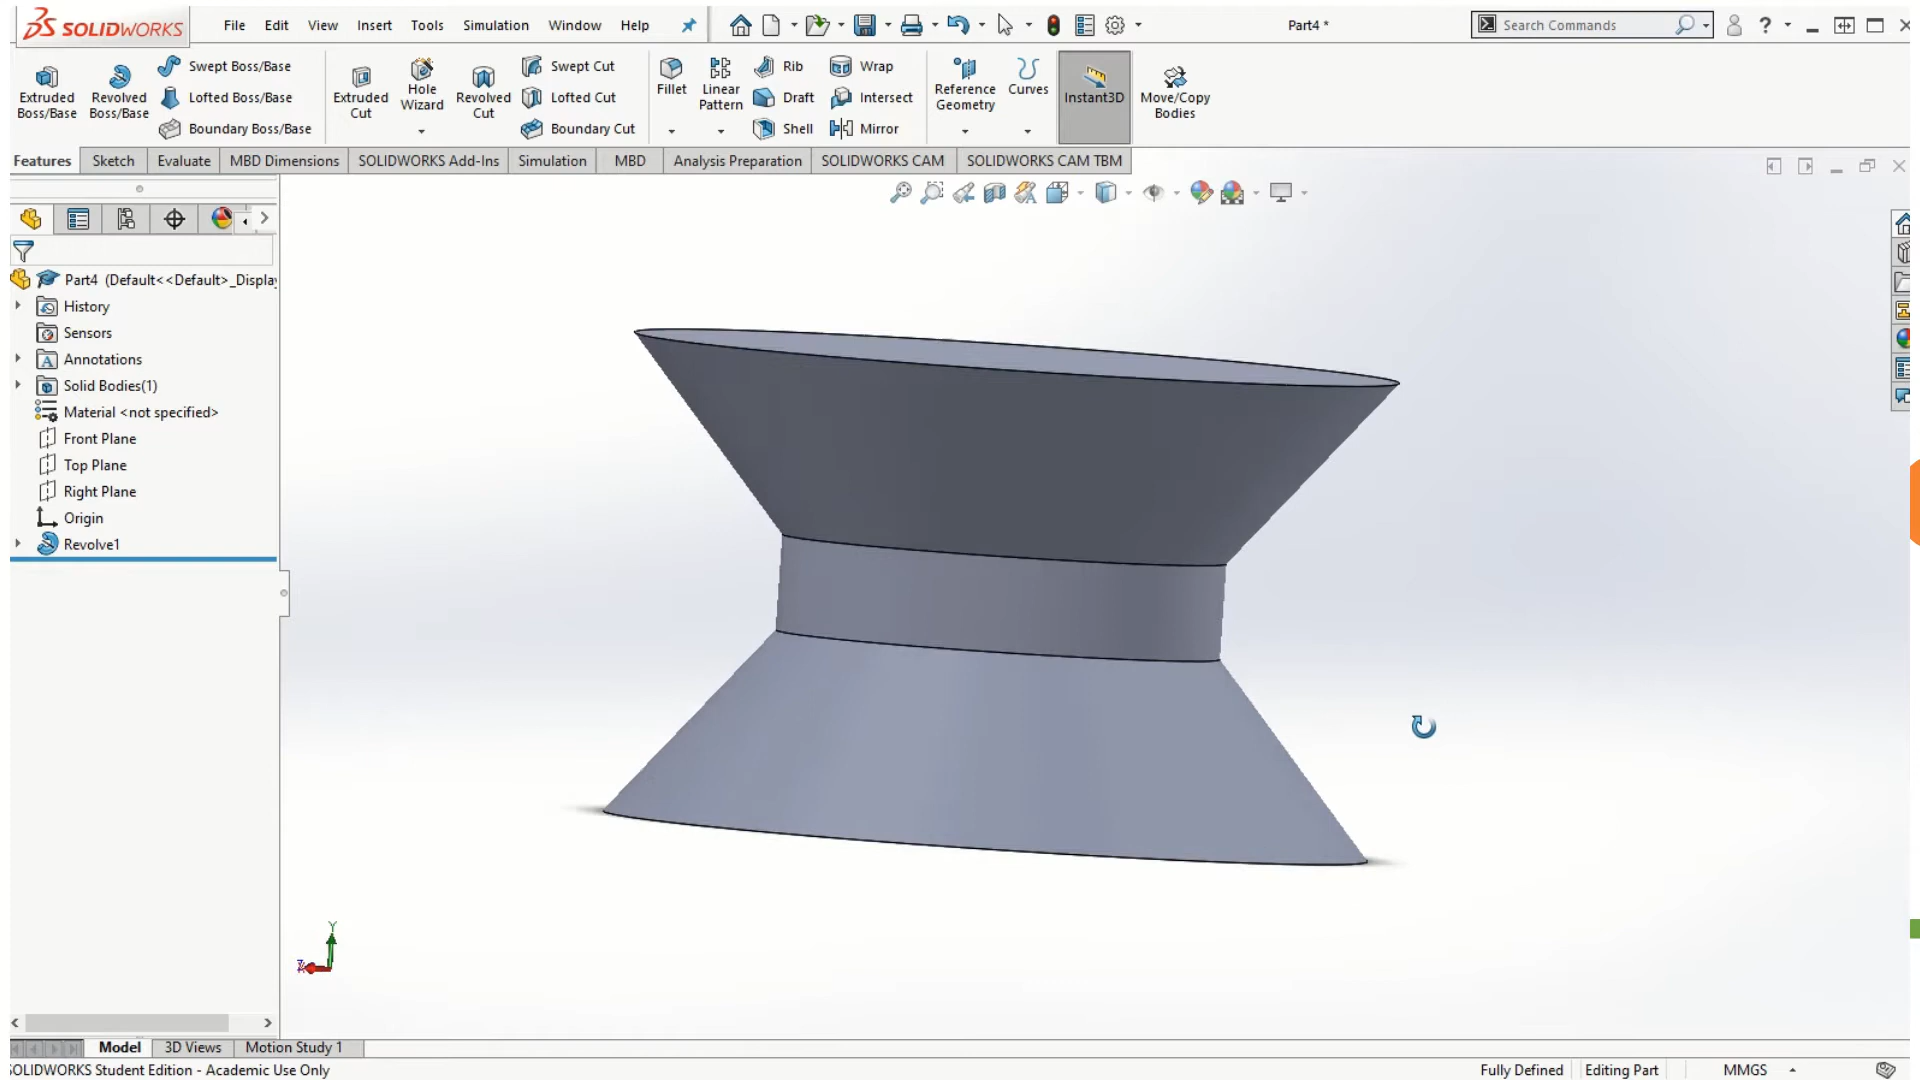 SOLIDWORKS File Edit View Insert Tools Simulation Window Help Part4 * Search Commands ?
Extruded Boss/Base
Revolved Boss/Base
Swept Boss/Base
Lofted Boss/Base
Boundary Boss/Base
Extruded Cut
Hole Wizard
Revolved Cut
Swept Cut
Lofted Cut
Boundary Cut
Fillet
Linear Pattern
Rib
Draft
Shell
Wrap
Intersect
Mirror
Reference Geometry
Curves
Instant3D
Move/Copy Bodies
Features Sketch Evaluate MBD Dimensions SOLIDWORKS Add-Ins Simulation MBD Analysis Preparation SOLIDWORKS CAM SOLIDWORKS CAM TBM
Part4 (Default<<Default>_Display
History
Sensors
Annotations
Solid Bodies(1)
Material <not specified>
Front Plane
Top Plane
Right Plane
Origin
Revolve1
Y
Model 3D Views Motion Study 1
SOLIDWORKS Student Edition - Academic Use Only Fully Defined Editing Part MMGS